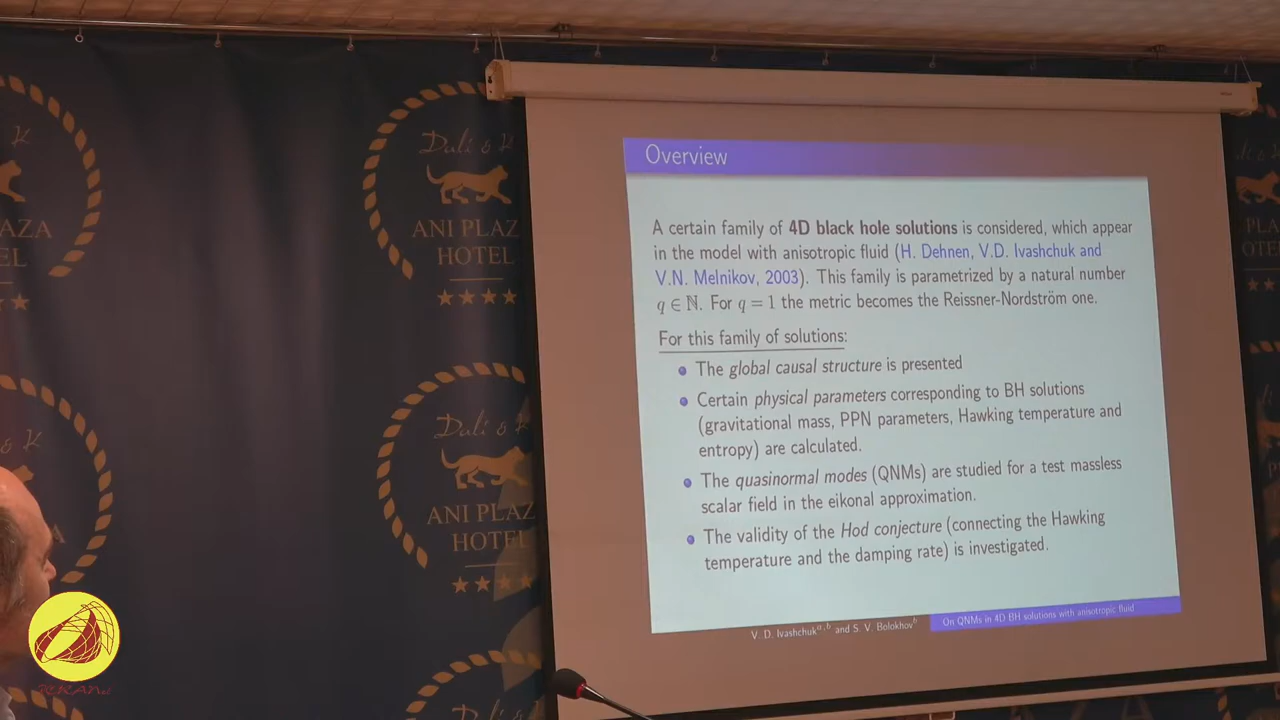 Overview
A certain family of 4D black hole solutions is considered, which appear
in the model with anisotropic fluid (H. Dehnen, V.D. Ivashchuk and
V.N. Melnikov, 2003). This family is parametrized by a natural number
q ∈ ℕ. For q = 1 the metric becomes the Reissner-Nordström one.
For this family of solutions:
The global causal structure is presented
Certain physical parameters corresponding to BH solutions
(gravitational mass, PPN parameters, Hawking temperature and
entropy) are calculated.
The quasinormal modes (QNMs) are studied for a test massless
scalar field in the eikonal approximation.
The validity of the Hod conjecture (connecting the Hawking
temperature and the damping rate) is investigated.
V. D. Ivashchuk^{a,b} and S. V. Bolokhov^{b}
On QNMs in 4D BH solutions with anisotropic fluid
ANI PLAZ
HOTEL
ANI PLAZ
HOTEL
AZA
EL